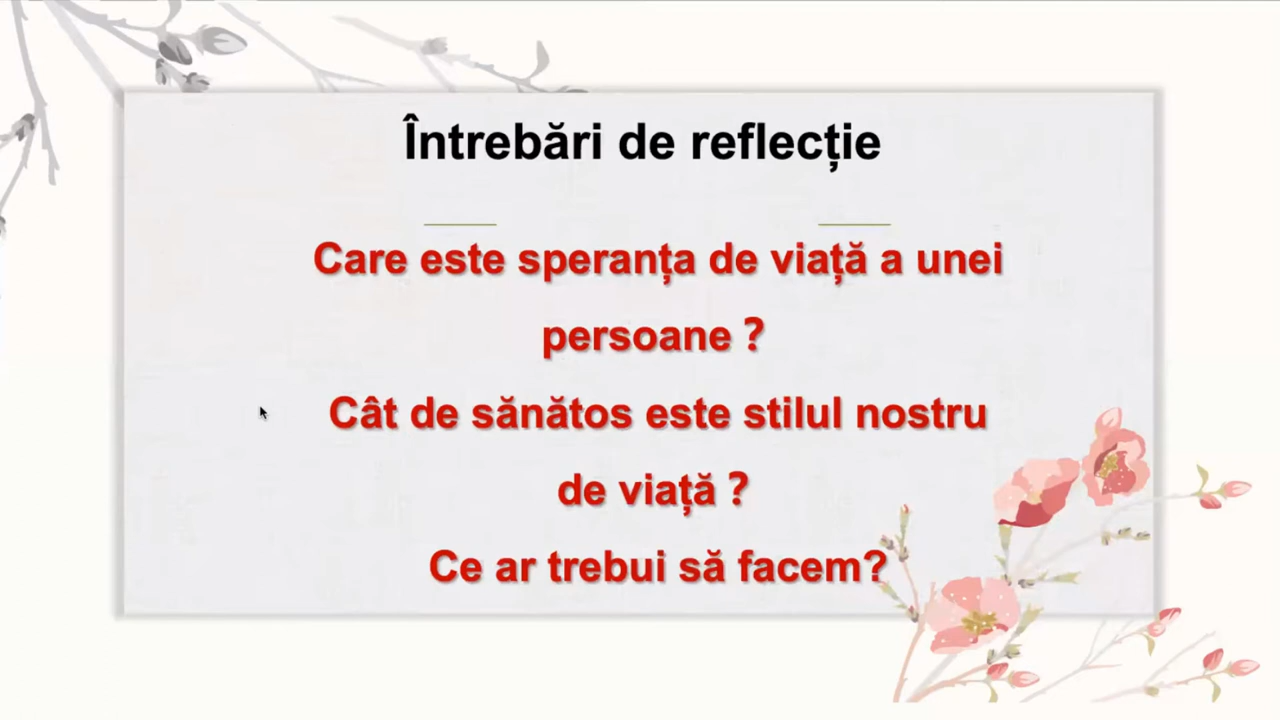 Întrebări de reflecție
Care este speranța de viață a unei
persoane ?
Cât de sănătos este stilul nostru
de viață ?
Ce ar trebui să facem?